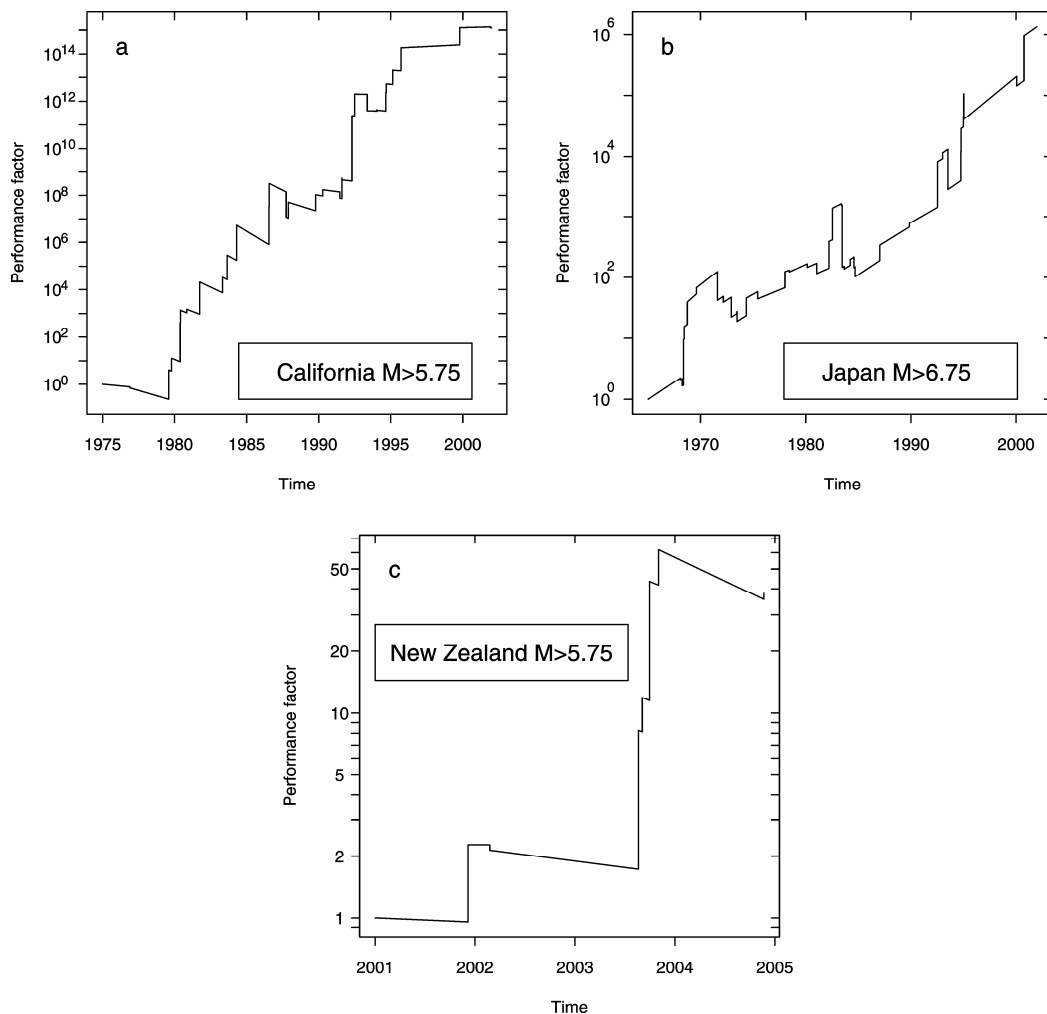 a
Performance factor
10^14
10^12
10^10
10^8
10^6
10^4
10^2
10^0
California M>5.75
1975 1980 1985 1990 1995 2000
Time
b
Performance factor
10^6
10^4
10^2
10^0
Japan M>6.75
1970 1980 1990 2000
Time
c
Performance factor
50
20
10
5
2
1
New Zealand M>5.75
2001 2002 2003 2004 2005
Time